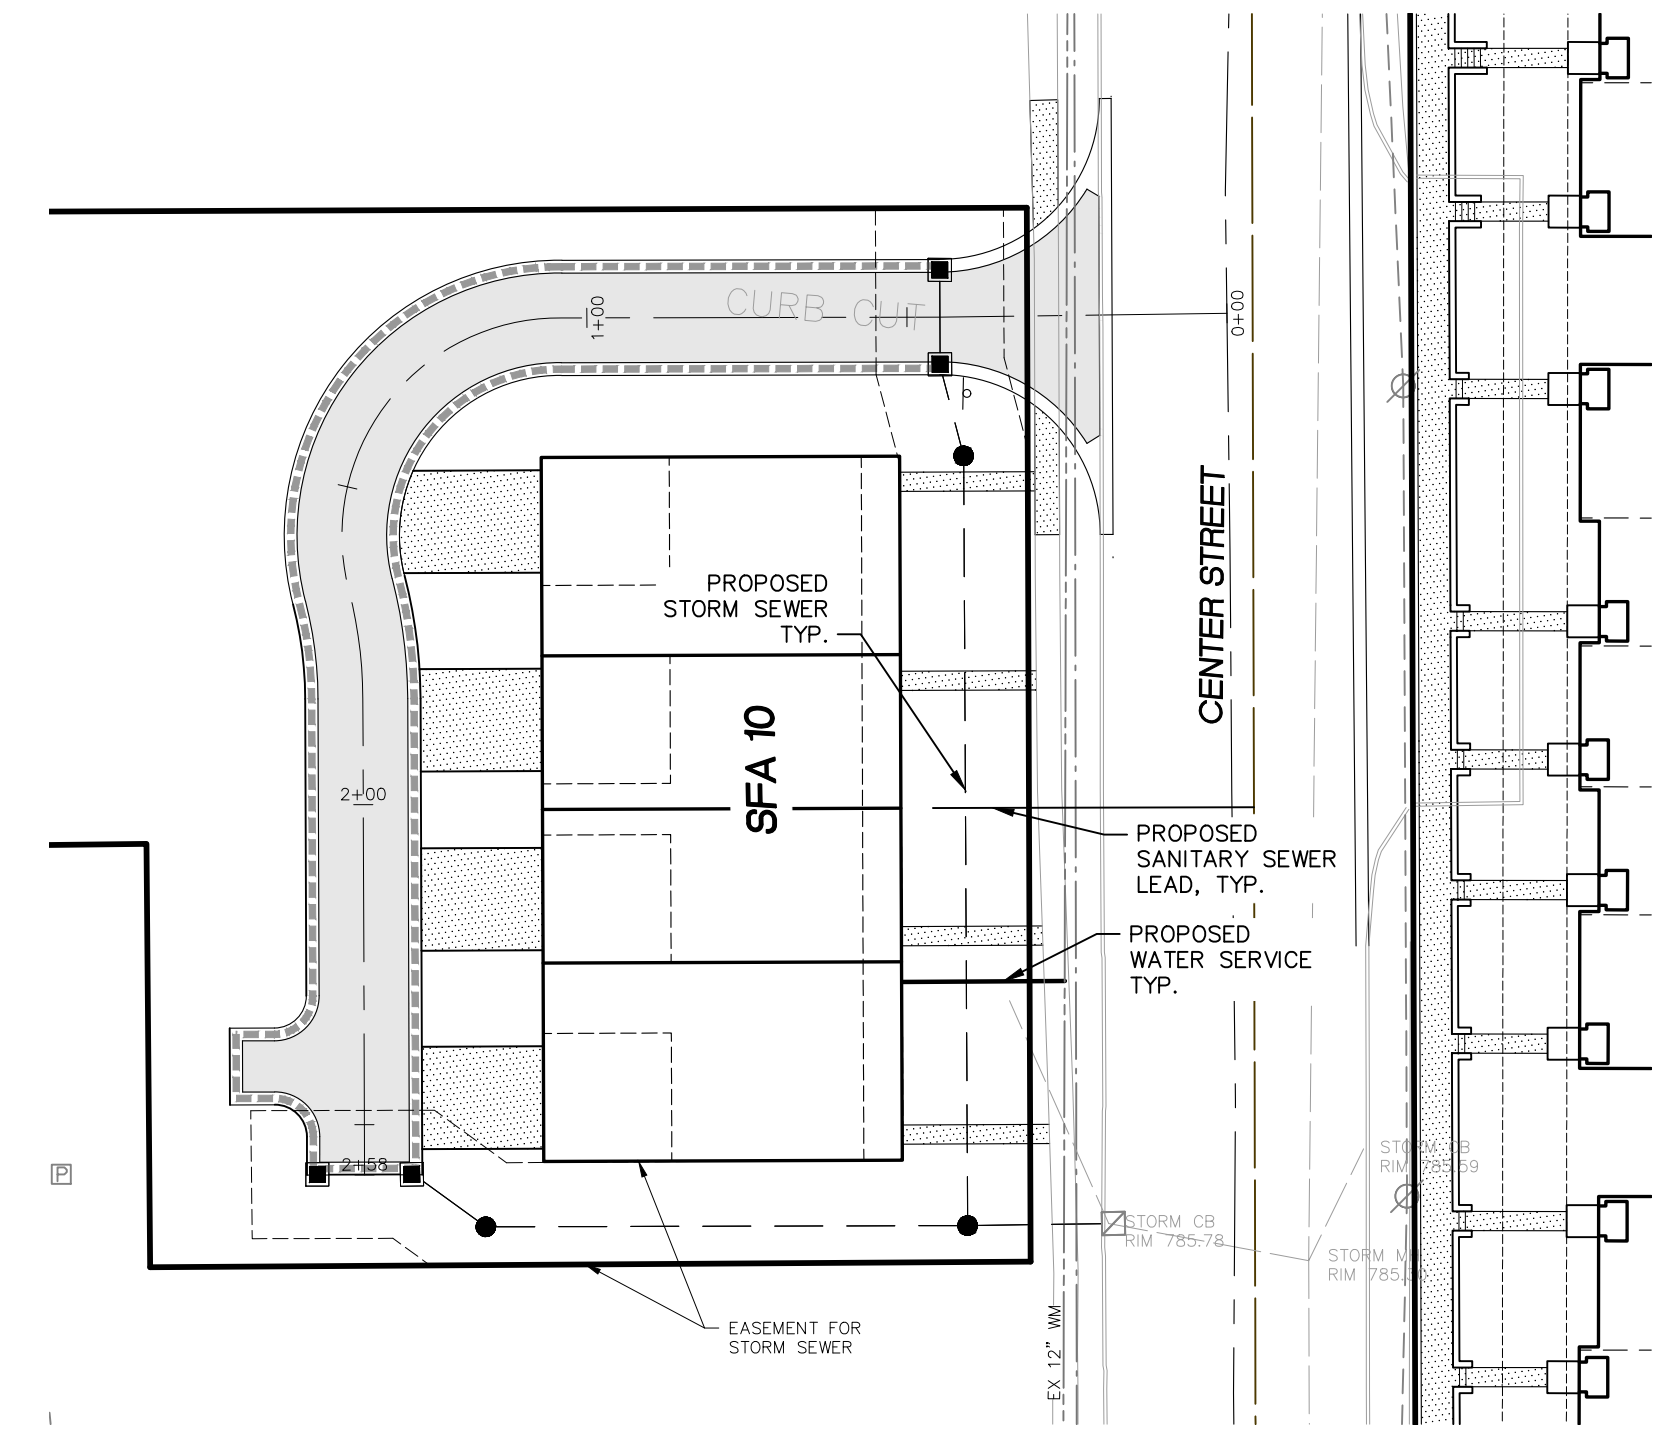 CURB CUT
1+00
0+00
CENTER STREET
PROPOSED
STORM SEWER
TYP.
SFA 10
2+00
PROPOSED
SANITARY SEWER
LEAD, TYP.
PROPOSED
WATER SERVICE
TYP.
2+58
P
STORM CB
RIM 785.59
STORM CB
RIM 785.78
STORM
RIM
EASEMENT FOR
STORM SEWER
EX 12" WM